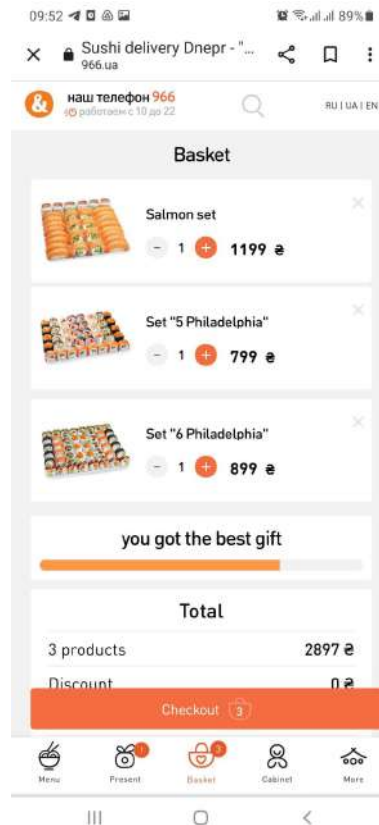 09:52
89%
Sushi delivery Dnepr - "...
966.ua
наш телефон 966
работаем с 10 до 22
RU | UA | EN
Basket
Salmon set
- 1 + 1199 ₴
Set "5 Philadelphia"
- 1 + 799 ₴
Set "6 Philadelphia"
- 1 + 899 ₴
you got the best gift
Total
3 products 2897 ₴
Discount 0 ₴
Checkout 3
! 3
Menu Present Basket Cabinet More